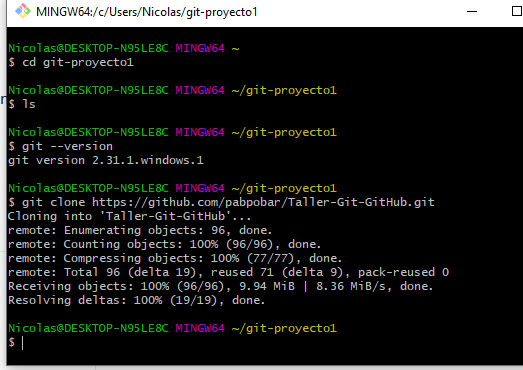 MINGW64:/c/Users/Nicolas/git-proyecto1
Nicolas@DESKTOP-N95LE8C MINGW64 ~
$ cd git-proyecto1
Nicolas@DESKTOP-N95LE8C MINGW64 ~/git-proyecto1
$ ls
Nicolas@DESKTOP-N95LE8C MINGW64 ~/git-proyecto1
$ git --version
git version 2.31.1.windows.1
Nicolas@DESKTOP-N95LE8C MINGW64 ~/git-proyecto1
$ git clone https://github.com/pabpobar/Taller-Git-GitHub.git
Cloning into 'Taller-Git-GitHub'...
remote: Enumerating objects: 96, done.
remote: Counting objects: 100% (96/96), done.
remote: Compressing objects: 100% (77/77), done.
remote: Total 96 (delta 19), reused 71 (delta 9), pack-reused 0
Receiving objects: 100% (96/96), 9.94 MiB | 8.36 MiB/s, done.
Resolving deltas: 100% (19/19), done.
Nicolas@DESKTOP-N95LE8C MINGW64 ~/git-proyecto1
$